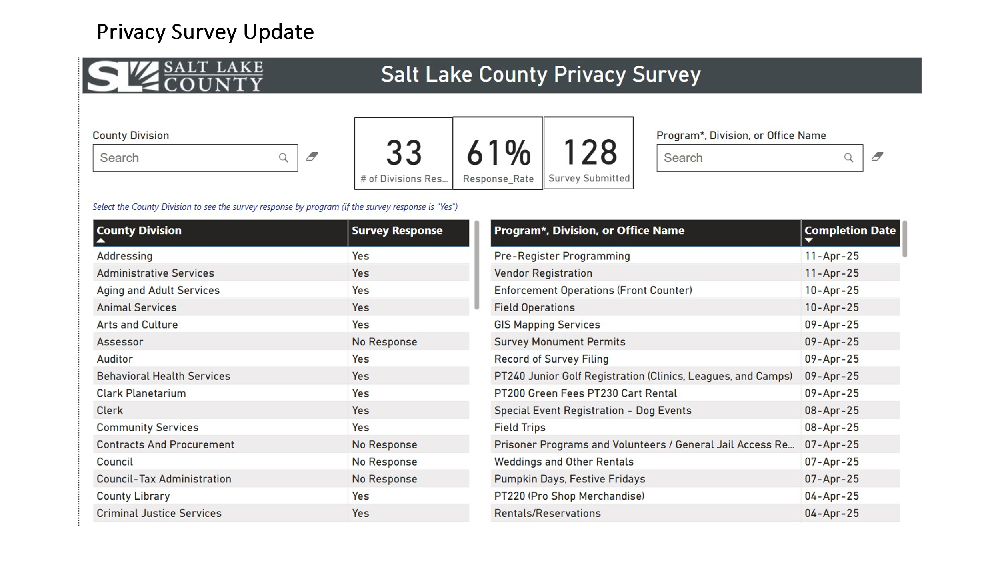 Privacy Survey Update
SALT LAKE
COUNTY
Salt Lake County Privacy Survey
County Division
Search
33
# of Divisions Res...
61%
Response_Rate
128
Survey Submitted
Program*, Division, or Office Name
Search
Select the County Division to see the survey response by program (if the survey response is "Yes")
County Division Survey Response
Addressing Yes
Administrative Services Yes
Aging and Adult Services Yes
Animal Services Yes
Arts and Culture Yes
Assessor No Response
Auditor Yes
Behavioral Health Services Yes
Clark Planetarium Yes
Clerk Yes
Community Services Yes
Contracts And Procurement No Response
Council No Response
Council-Tax Administration No Response
County Library Yes
Criminal Justice Services Yes
Program*, Division, or Office Name Completion Date
Pre-Register Programming 11-Apr-25
Vendor Registration 11-Apr-25
Enforcement Operations (Front Counter) 10-Apr-25
Field Operations 10-Apr-25
GIS Mapping Services 09-Apr-25
Survey Monument Permits 09-Apr-25
Record of Survey Filing 09-Apr-25
PT240 Junior Golf Registration (Clinics, Leagues, and Camps) 09-Apr-25
PT200 Green Fees PT230 Cart Rental 09-Apr-25
Special Event Registration - Dog Events 08-Apr-25
Field Trips 08-Apr-25
Prisoner Programs and Volunteers / General Jail Access Re... 07-Apr-25
Weddings and Other Rentals 07-Apr-25
Pumpkin Days, Festive Fridays 07-Apr-25
PT220 (Pro Shop Merchandise) 04-Apr-25
Rentals/Reservations 04-Apr-25